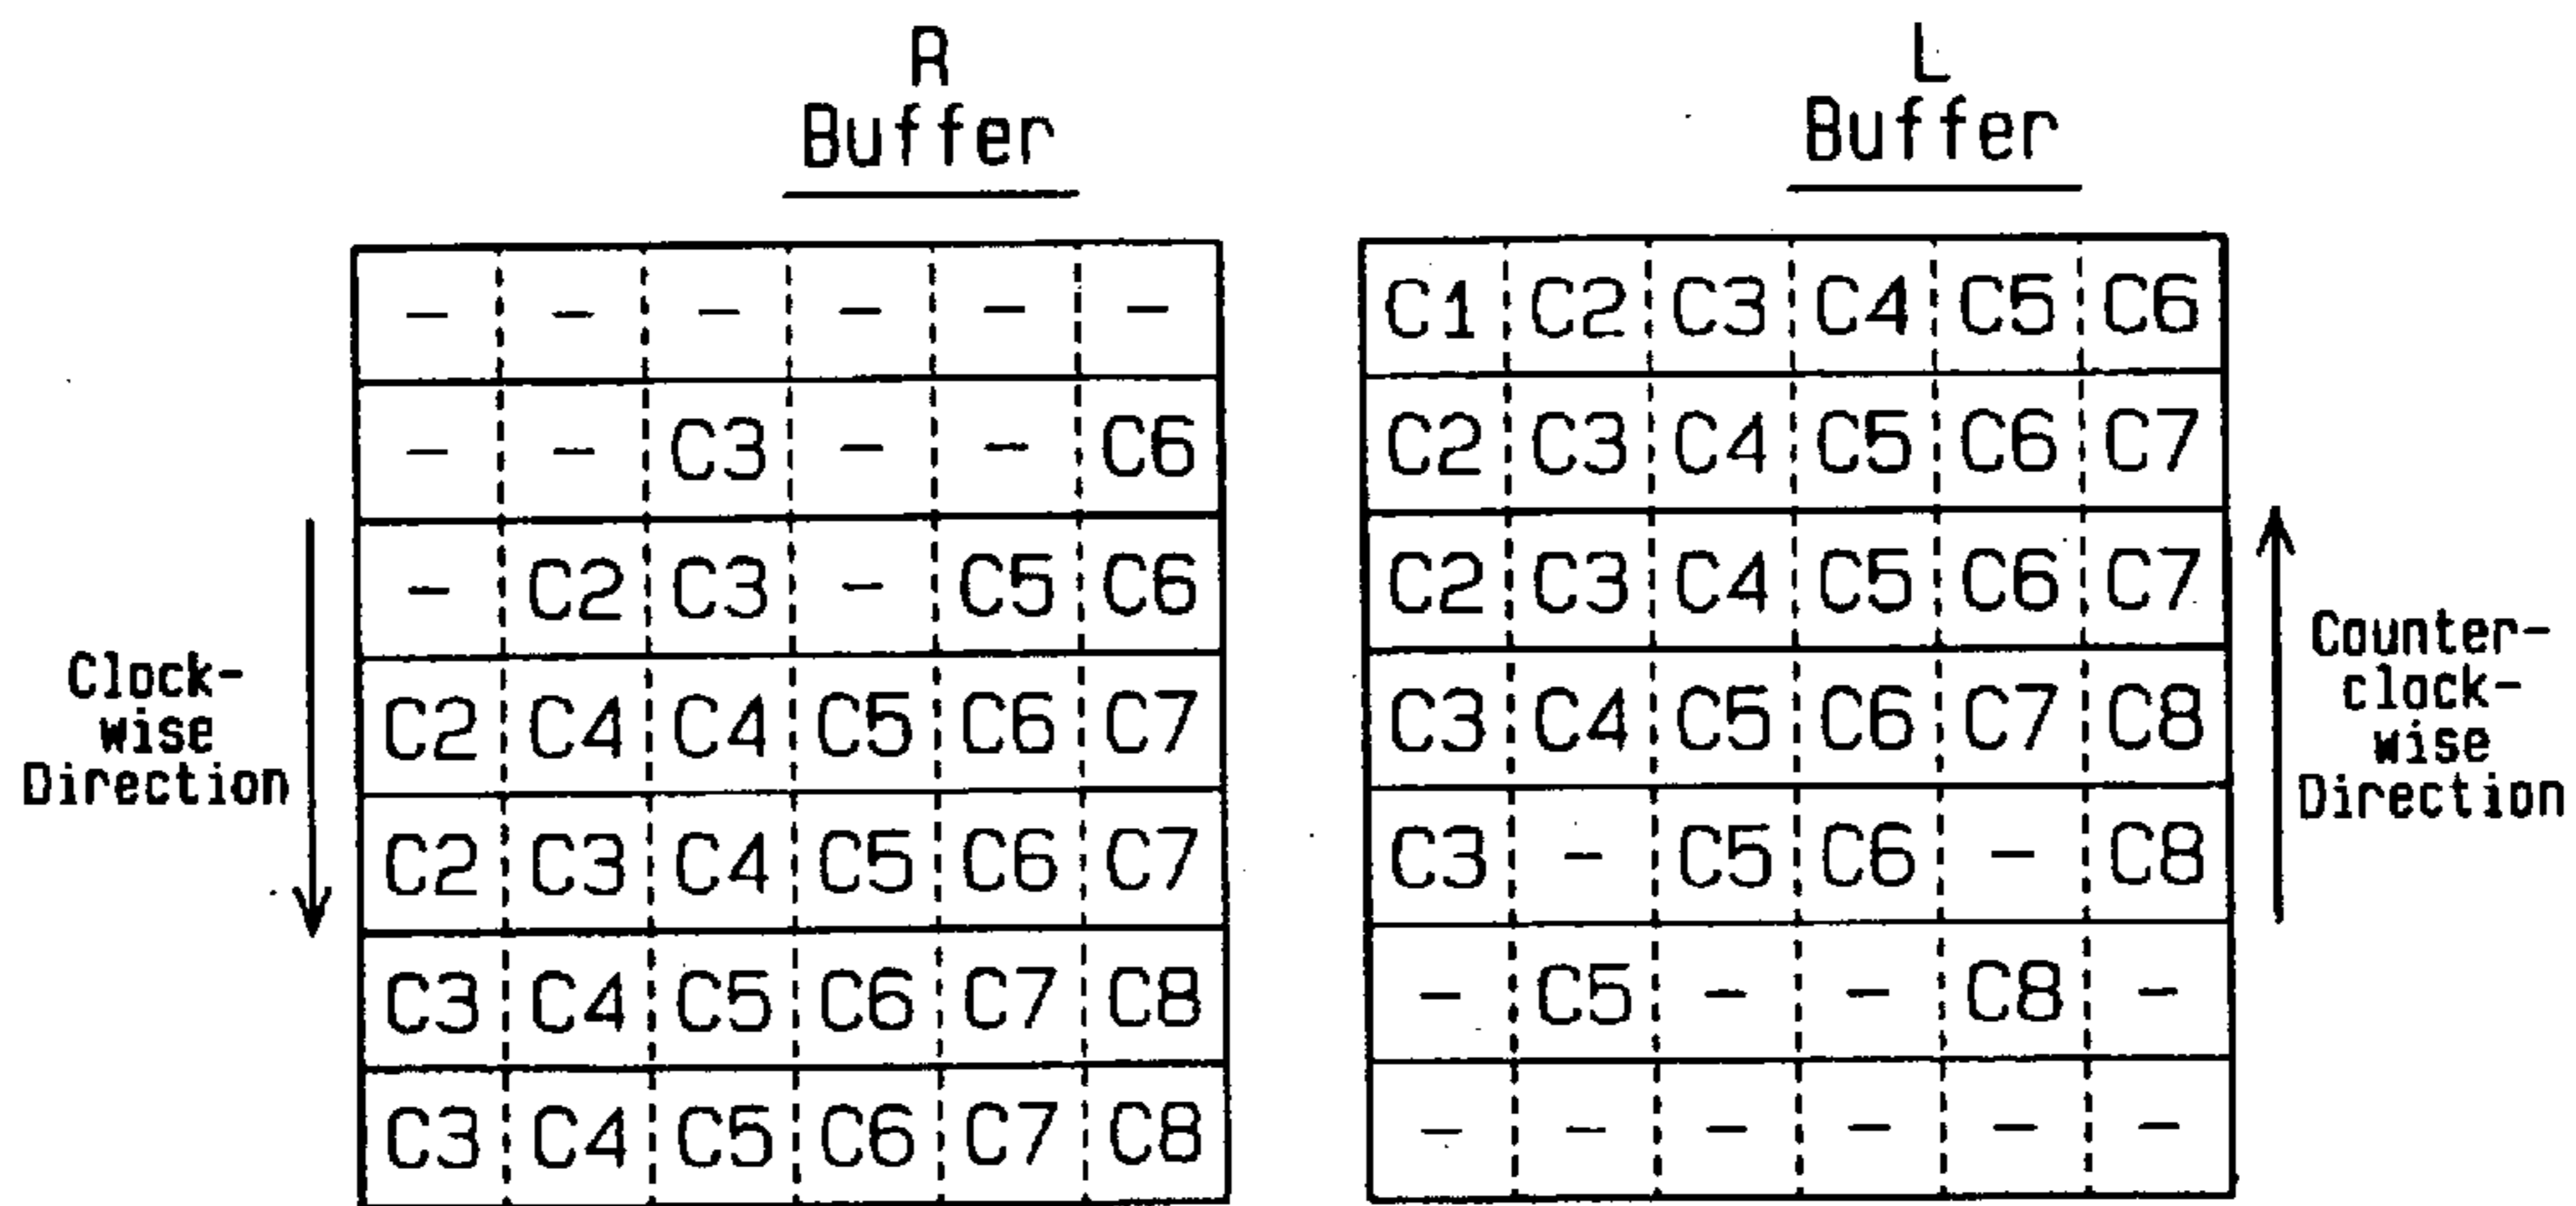 R
Buffer
- - - - - -
- - C3 - - C6
- C2 C3 - C5 C6
C2 C4 C4 C5 C6 C7
C2 C3 C4 C5 C6 C7
C3 C4 C5 C6 C7 C8
C3 C4 C5 C6 C7 C8
Clock-
wise
Direction
L
Buffer
C1 C2 C3 C4 C5 C6
C2 C3 C4 C5 C6 C7
C2 C3 C4 C5 C6 C7
C3 C4 C5 C6 C7 C8
C3 - C5 C6 - C8
- C5 - - C8 -
- - - - - -
Counter-
clock-
wise
Direction